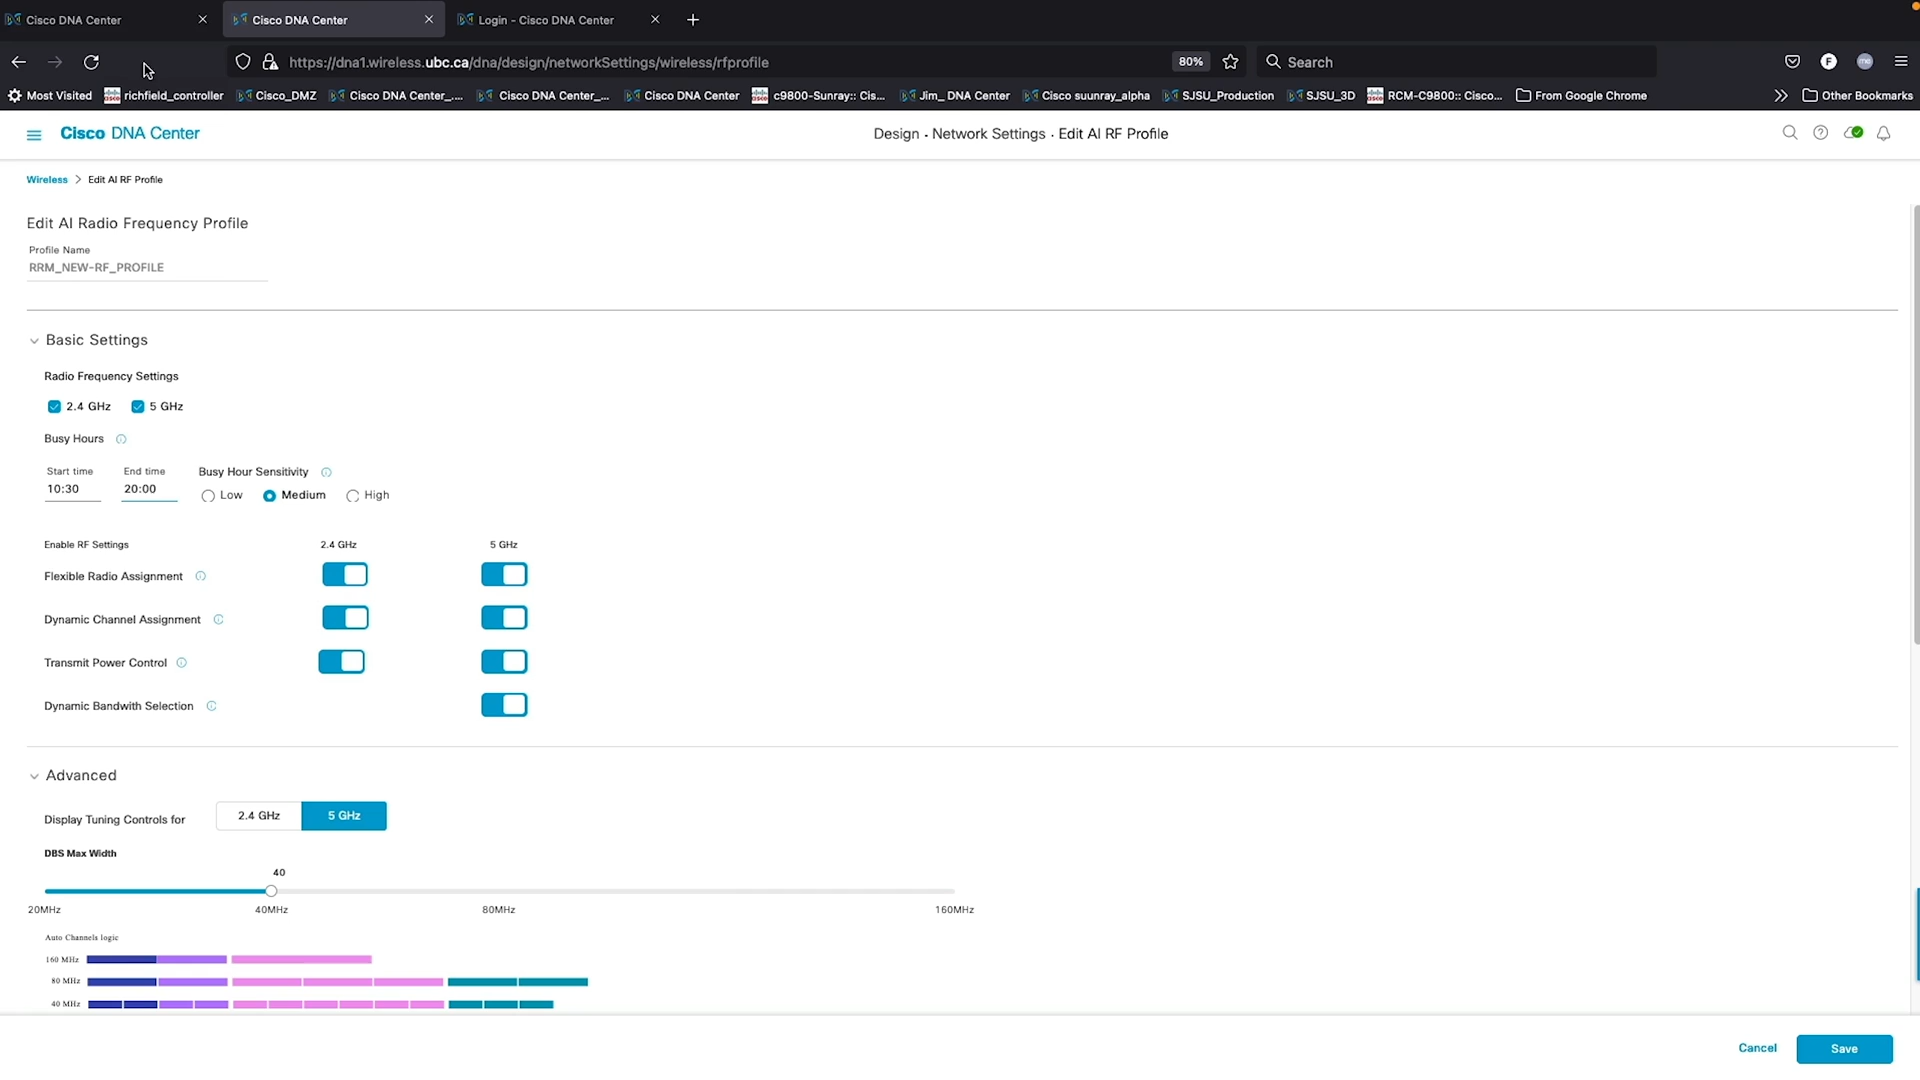 Cisco DNA Center
Cisco DNA Center
Login - Cisco DNA Center
https://dna1.wireless.ubc.ca/dna/design/networkSettings/wireless/rfprofile
80%
Search
F
me
Most Visited
richfield_controller
Cisco_DMZ
Cisco DNA Center_....
Cisco DNA Center_...
Cisco DNA Center
c9800-Sunray:: Cis...
Jim_ DNA Center
Cisco suunray_alpha
SJSU_Production
SJSU_3D
RCM-C9800:: Cisco...
From Google Chrome
Other Bookmarks
Cisco DNA Center
Design · Network Settings · Edit AI RF Profile
Wireless > Edit AI RF Profile
Edit AI Radio Frequency Profile
Profile Name
RRM_NEW-RF_PROFILE
Basic Settings
Radio Frequency Settings
2.4 GHz
5 GHz
Busy Hours
Start time
End time
Busy Hour Sensitivity
10:30
20:00
Low
Medium
High
Enable RF Settings
2.4 GHz
5 GHz
Flexible Radio Assignment
Dynamic Channel Assignment
Transmit Power Control
Dynamic Bandwith Selection
Advanced
Display Tuning Controls for
2.4 GHz
5 GHz
DBS Max Width
40
20MHz
40MHz
80MHz
160MHz
Auto Channels logic
160 MHz
80 MHz
40 MHz
Cancel
Save